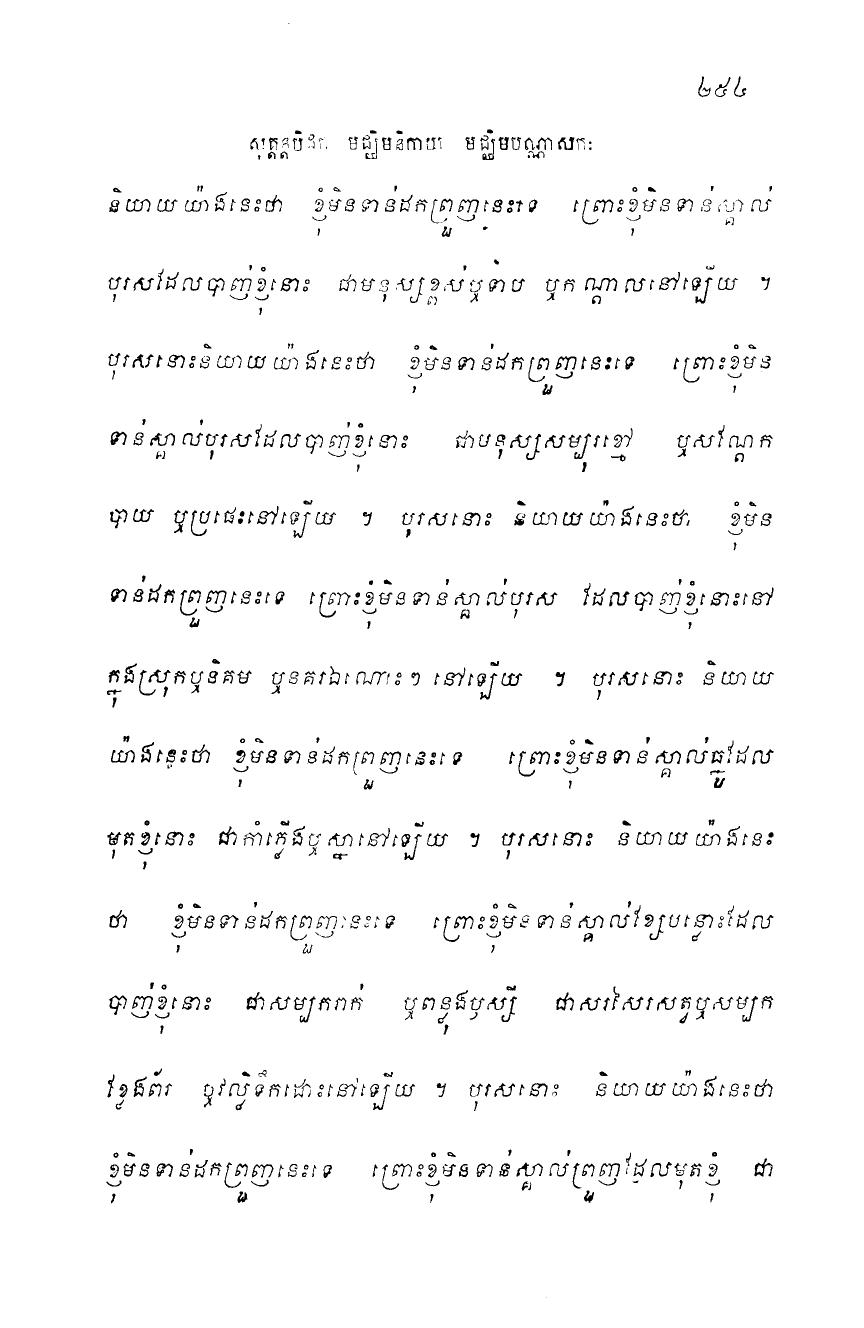 ២៥៤
សុត្តន្តបិដក មជ្ឈិមនិកាយ មជ្ឈិមបណ្ណាសកៈ
និយាយយ៉ាងនេះថា ខ្ញុំមិនទាន់ដកព្រួញនេះទេ ព្រោះខ្ញុំមិនទាន់ស្គាល់
បុរសដែលបាញ់ខ្ញុំនោះ ជាមនុស្សខ្ពស់ឬទាប ឬកណ្តាលនៅឡើយ ។
បុរសនោះនិយាយយ៉ាងនេះថា ខ្ញុំមិនទាន់ដកព្រួញនេះទេ ព្រោះខ្ញុំមិន
ទាន់ស្គាល់បុរសដែលបាញ់ខ្ញុំនោះ ជាមនុស្សសម្បុរខ្មៅ ឬសណ្តែក
បាយ ឬប្រផេះនៅឡើយ ។ បុរសនោះ និយាយយ៉ាងនេះថា ខ្ញុំមិន
ទាន់ដកព្រួញនេះទេ ព្រោះខ្ញុំមិនទាន់ស្គាល់បុរស ដែលបាញ់ខ្ញុំនោះនៅ
ក្នុងស្រុកឬនិគម ឬនគរឯណោះៗ នៅឡើយ ។ បុរសនោះ និយាយ
យ៉ាងនេះថា ខ្ញុំមិនទាន់ដកព្រួញនេះទេ ព្រោះខ្ញុំមិនទាន់ស្គាល់ធ្នូដែល
មុតខ្ញុំនោះ ជាកាំភ្លើងឬស្នានៅឡើយ ។ បុរសនោះ និយាយយ៉ាងនេះ
ថា ខ្ញុំមិនទាន់ដកព្រួញនេះទេ ព្រោះខ្ញុំមិនទាន់ស្គាល់ខ្សែបន្ទោះដែល
បាញ់ខ្ញុំនោះ ជាសម្បករាក់ ឬពន្លូងឫស្សី ជាសរសៃសត្វឬសម្បក
ខ្ទង់ព័រ ឬវល្លិទឹកដោះនៅឡើយ ។ បុរសនោះ និយាយយ៉ាងនេះថា
ខ្ញុំមិនទាន់ដកព្រួញនេះទេ ព្រោះខ្ញុំមិនទាន់ស្គាល់ព្រួញដែលមុតខ្ញុំ ជា